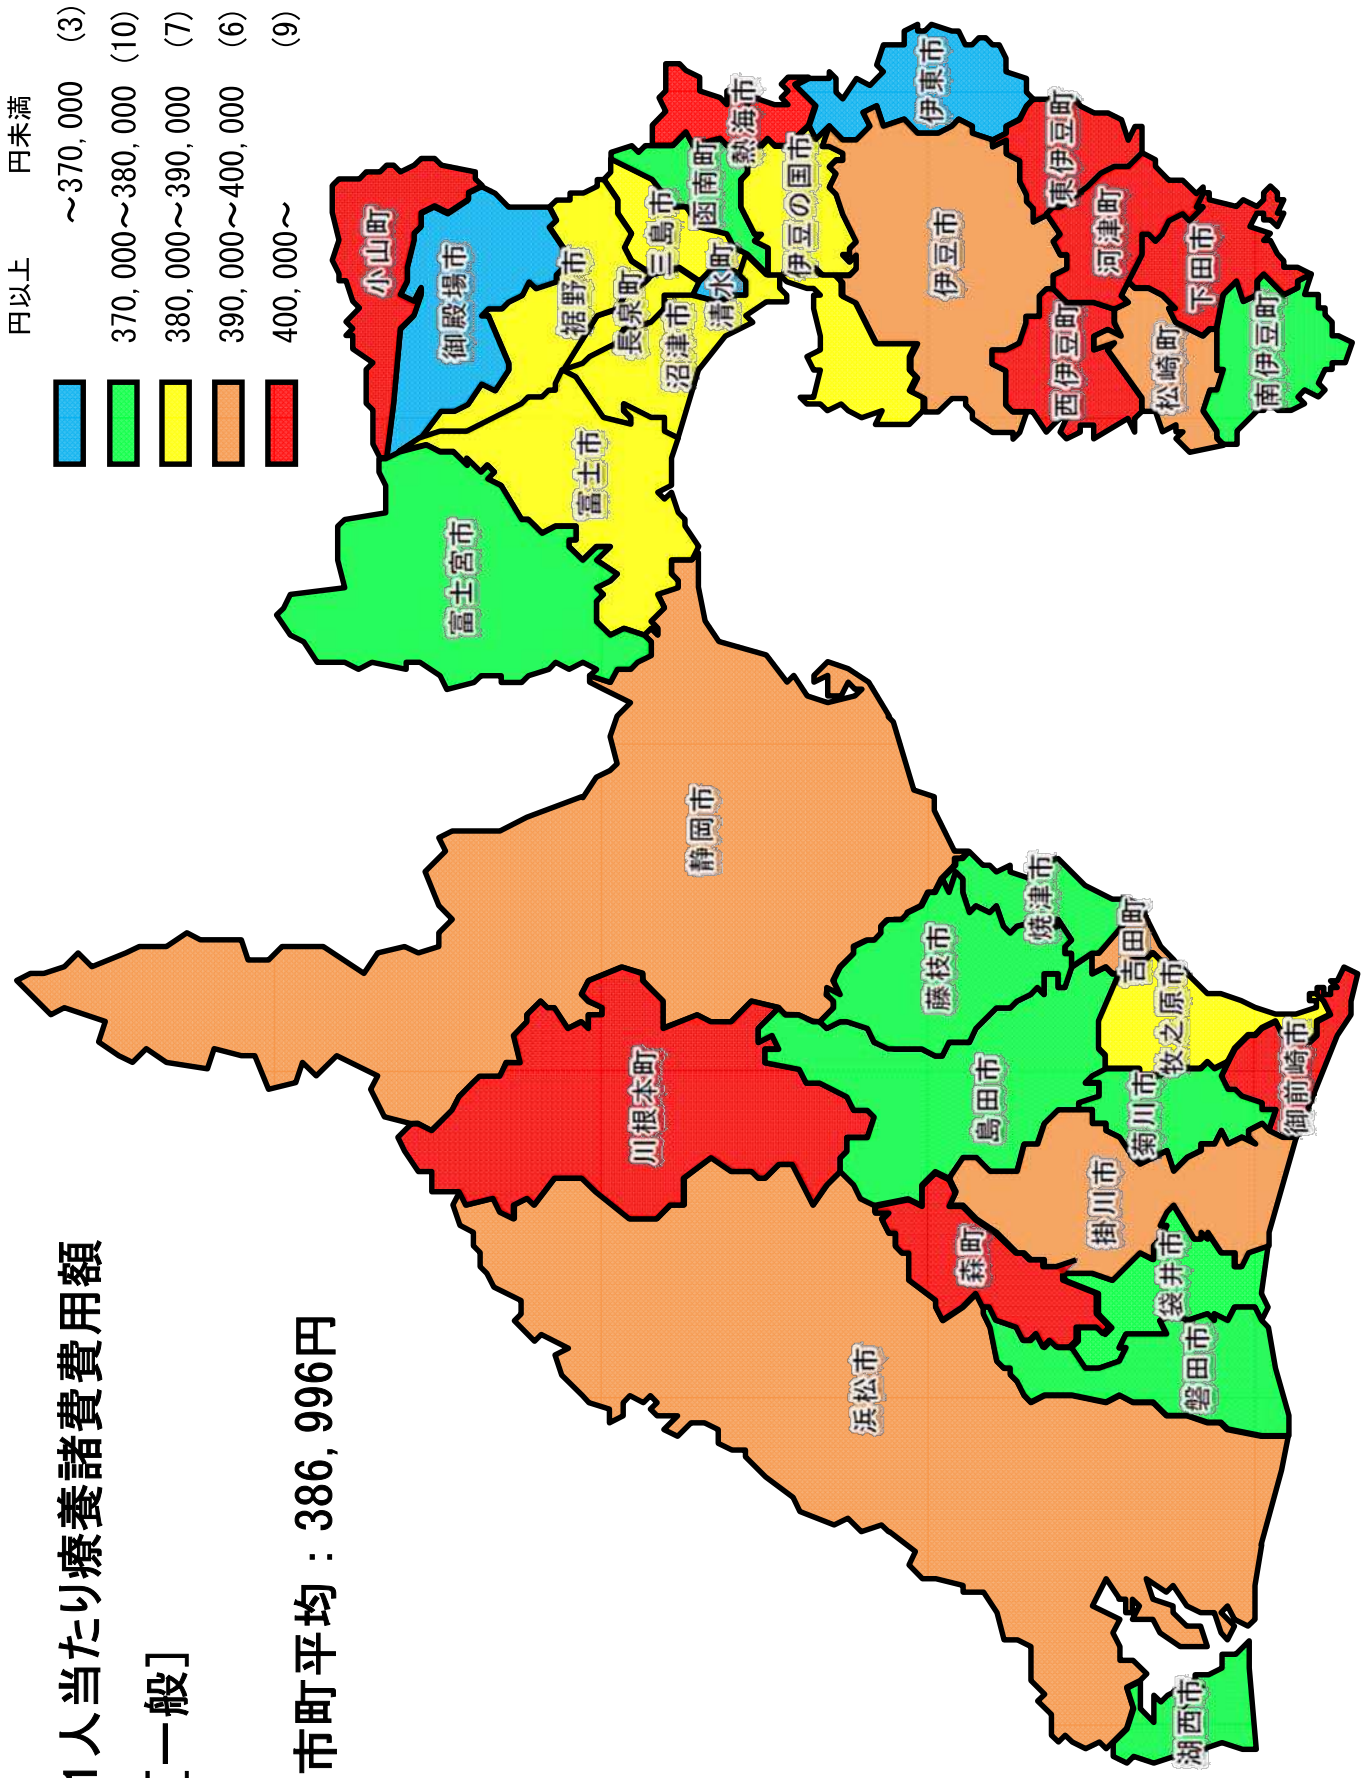 1人当たり療養諸費費用額
[一般]
市町平均：386,996円
円以上 円未満
～370,000 (3)
370,000～380,000 (10)
380,000～390,000 (7)
390,000～400,000 (6)
400,000～ (9)
小山町
御殿場市
裾野市
富士宮市
富士市
長泉町
三島市
沼津市
清水町
函南町
熱海市
伊豆の国市
伊東市
伊豆市
東伊豆町
河津町
西伊豆町
松崎町
下田市
南伊豆町
静岡市
川根本町
藤枝市
焼津市
島田市
吉田町
牧之原市
御前崎市
菊川市
掛川市
森町
袋井市
磐田市
浜松市
湖西市